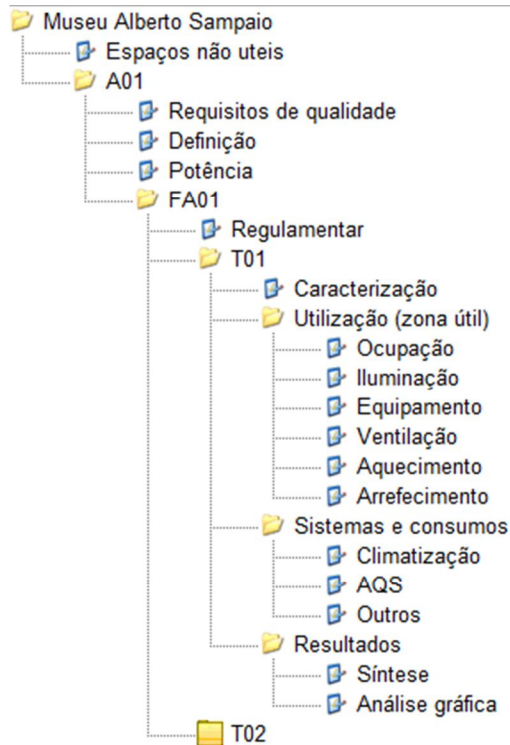 Museu Alberto Sampaio
Espaços não uteis
A01
Requisitos de qualidade
Definição
Potência
FA01
Regulamentar
T01
Caracterização
Utilização (zona útil)
Ocupação
Iluminação
Equipamento
Ventilação
Aquecimento
Arrefecimento
Sistemas e consumos
Climatização
AQS
Outros
Resultados
Síntese
Análise gráfica
T02